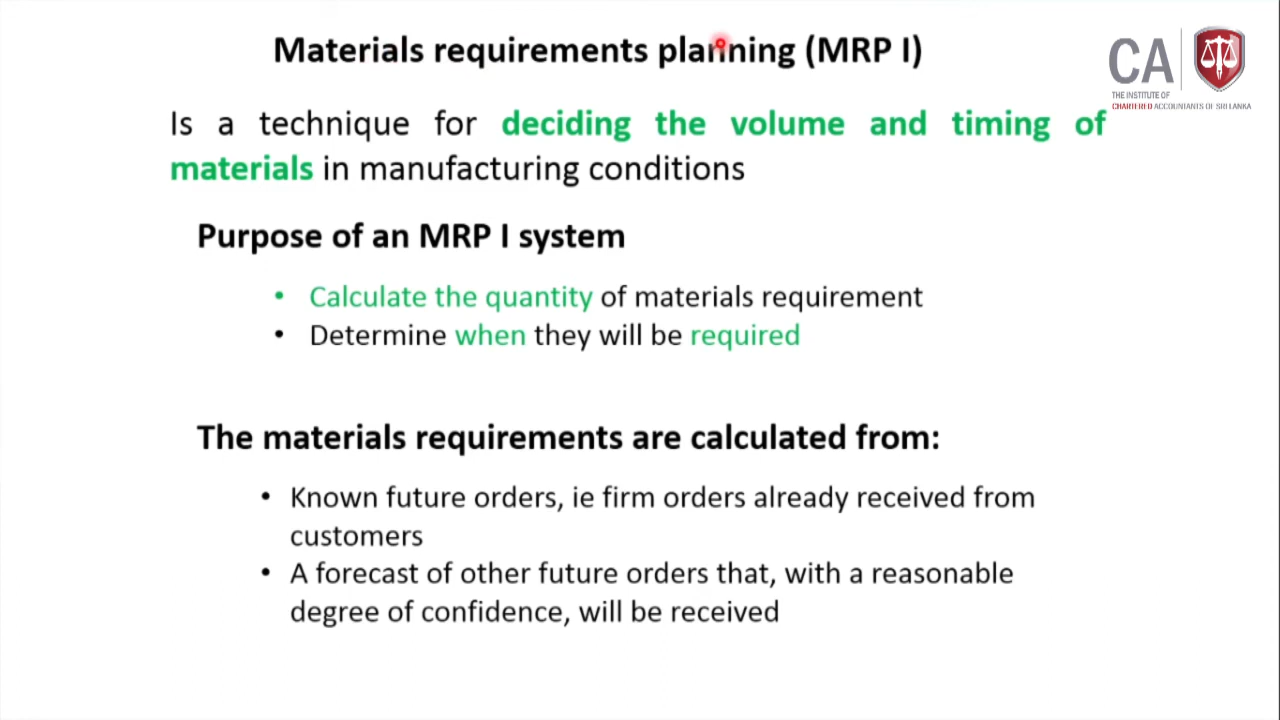 Materials requirements planning (MRP I)
CA
THE INSTITUTE OF
CHARTERED ACCOUNTANTS OF SRI LANKA
Is a technique for deciding the volume and timing of
materials in manufacturing conditions
Purpose of an MRP I system
• Calculate the quantity of materials requirement
• Determine when they will be required
The materials requirements are calculated from:
• Known future orders, ie firm orders already received from
customers
• A forecast of other future orders that, with a reasonable
degree of confidence, will be received